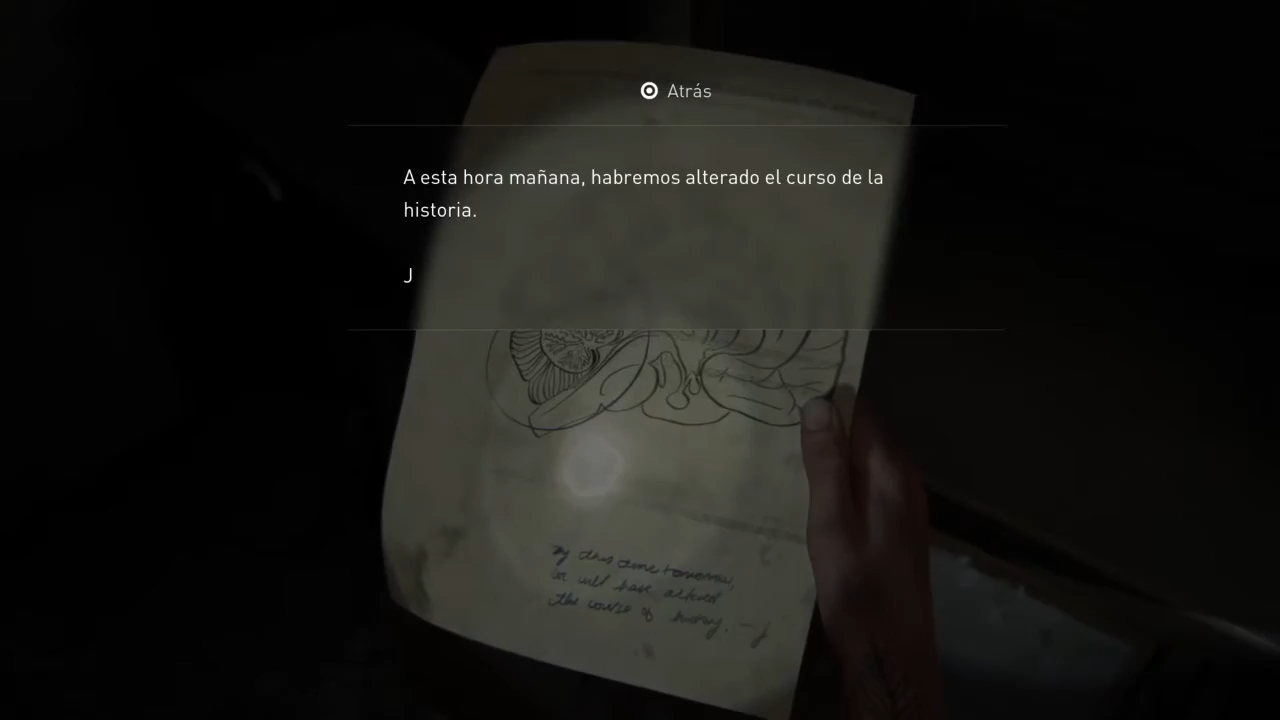 Atrás
A esta hora mañana, habremos alterado el curso de la
historia.
J
By this time tomorrow,
we will have altered
the course of history. —J